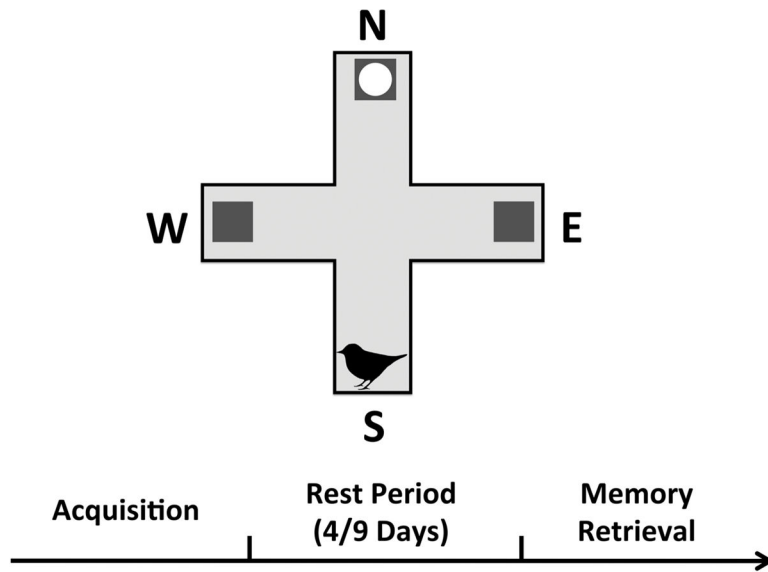 N
W
E
S
Acquisition
Rest Period
(4/9 Days)
Memory
Retrieval